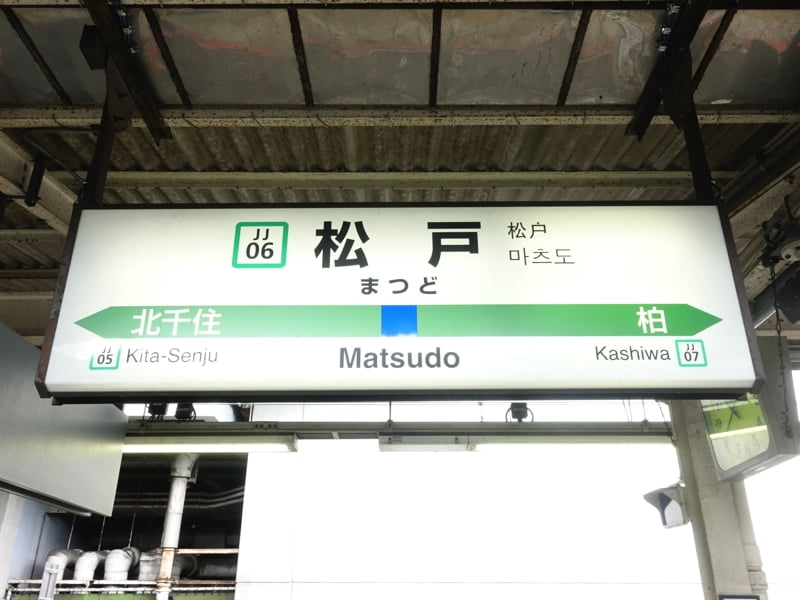 JJ
06
松戸
松户
마츠도
まつど
北千住
柏
JJ
05
Kita-Senju
Matsudo
Kashiwa
JJ
07